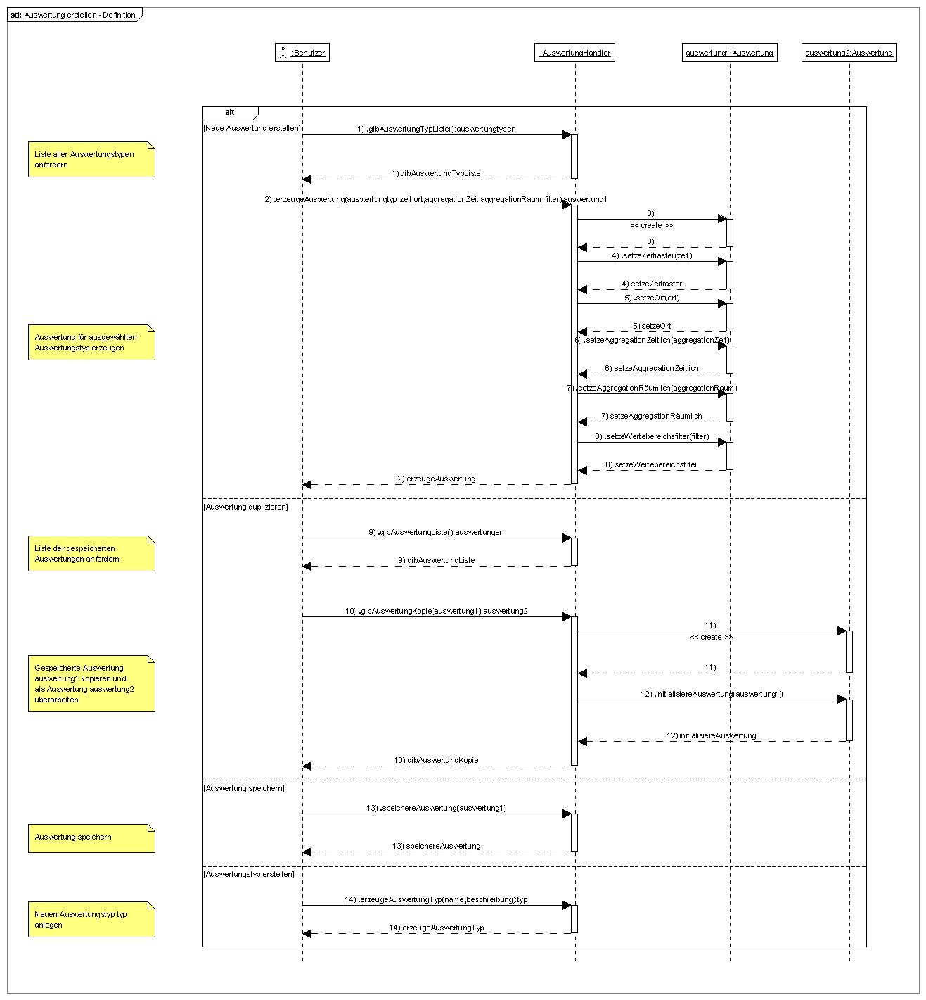 sd: Auswertung erstellen - Definition
:Benutzer
:AuswertungHandler
auswertung1:Auswertung
auswertung2:Auswertung
alt
[Neue Auswertung erstellen]
1) .gibAuswertungTypListe():auswertungtypen
Liste aller Auswertungstypen
anfordern
1) gibAuswertungTypListe
2) .erzeugeAuswertung(auswertungtyp,zeit,ort,aggregationZeit,aggregationRaum,filter):auswertung1
3)
<< create >>
3)
4) .setzeZeitraster(zeit)
4) setzeZeitraster
5) .setzeOrt(ort)
5) setzeOrt
Auswertung für ausgewählten
Auswertungstyp erzeugen
6) .setzeAggregationZeitlich(aggregationZeit)
6) setzeAggregationZeitlich
7) .setzeAggregationRäumlich(aggregationRaum)
7) setzeAggregationRäumlich
8) .setzeWertebereichsfilter(filter)
8) setzeWertebereichsfilter
2) erzeugeAuswertung
[Auswertung duplizieren]
9) .gibAuswertungListe():auswertungen
Liste der gespeicherten
Auswertungen anfordern
9) gibAuswertungListe
10) .gibAuswertungKopie(auswertung1):auswertung2
11)
<< create >>
Gespeicherte Auswertung
auswertung1 kopieren und
als Auswertung auswertung2
überarbeiten
11)
12) .initialisiereAuswertung(auswertung1)
12) initialisiereAuswertung
10) gibAuswertungKopie
[Auswertung speichern]
13) .speichereAuswertung(auswertung1)
Auswertung speichern
13) speichereAuswertung
[Auswertungstyp erstellen]
14) .erzeugeAuswertungTyp(name,beschreibung):typ
Neuen Auswertungstyp typ
anlegen
14) erzeugeAuswertungTyp